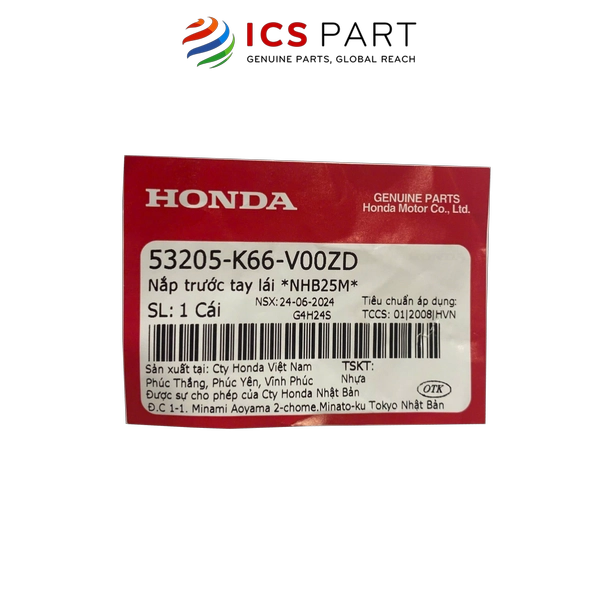 ICS PART
GENUINE PARTS, GLOBAL REACH
HONDA
GENUINE PARTS
Honda Motor Co., Ltd.
53205-K66-V00ZD
Nắp trước tay lái *NHB25M*
SL: 1 Cái
NSX:24-06-2024
G4H24S
Tiêu chuẩn áp dụng:
TCCS: 01|2008|HVN
Sản xuất tại: Cty Honda Việt Nam
TSKT:
Phúc Thắng, Phúc Yên, Vĩnh Phúc
Nhựa
Được sự cho phép của Cty Honda Nhật Bản
OTK
Đ.C 1-1. Minami Aoyama 2-chome.Minato-ku Tokyo Nhật Bản